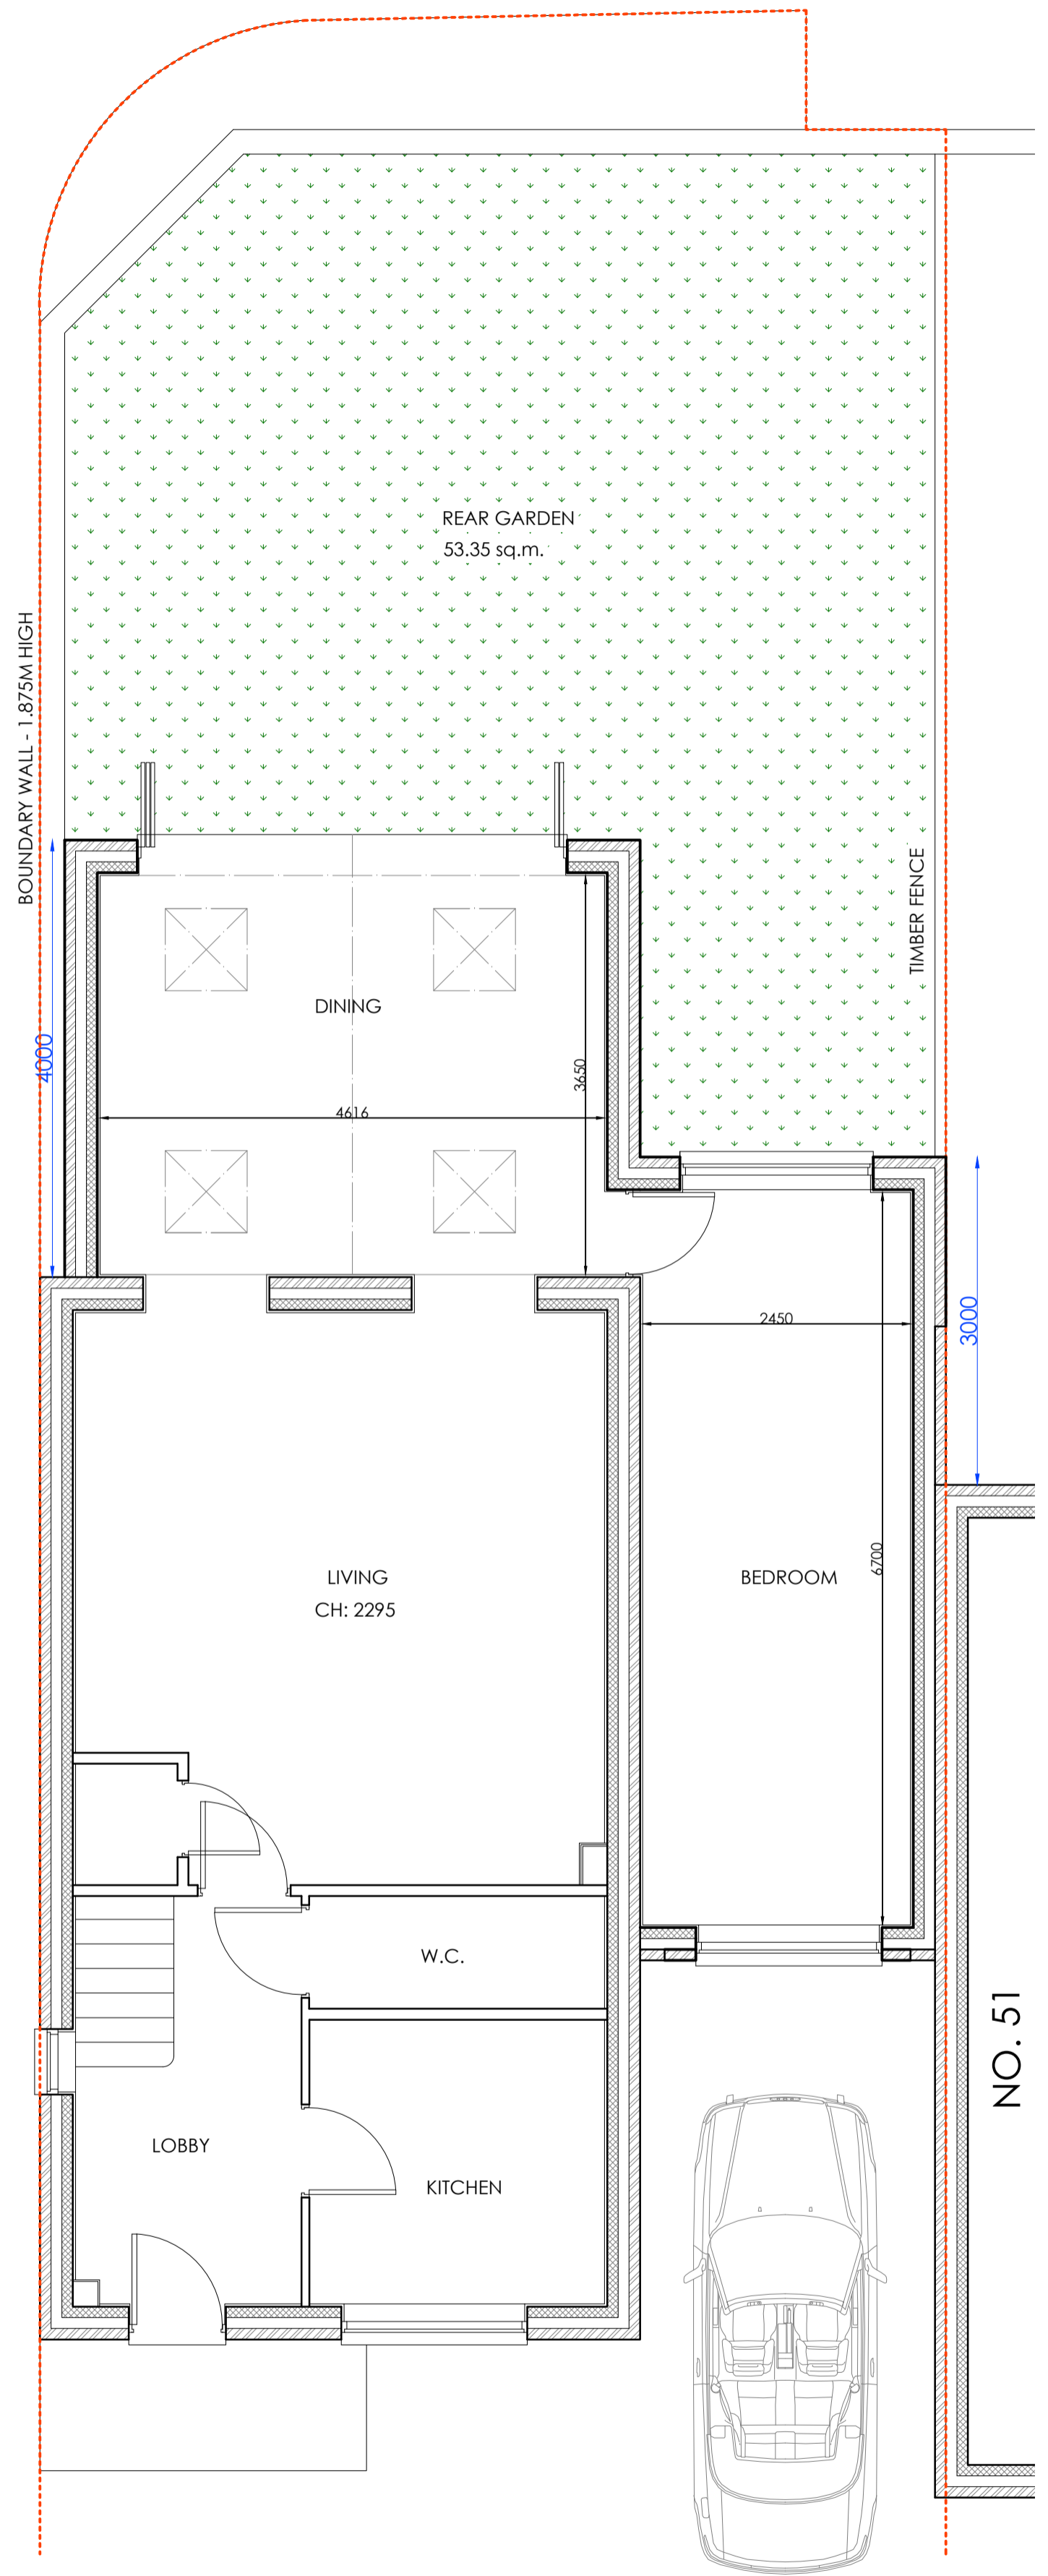 REAR GARDEN
53.35 sq.m.
BOUNDARY WALL - 1.875M HIGH
TIMBER FENCE
4000
DINING
3650
4616
3000
2450
LIVING
CH: 2295
6700
BEDROOM
W.C.
NO. 51
LOBBY
KITCHEN